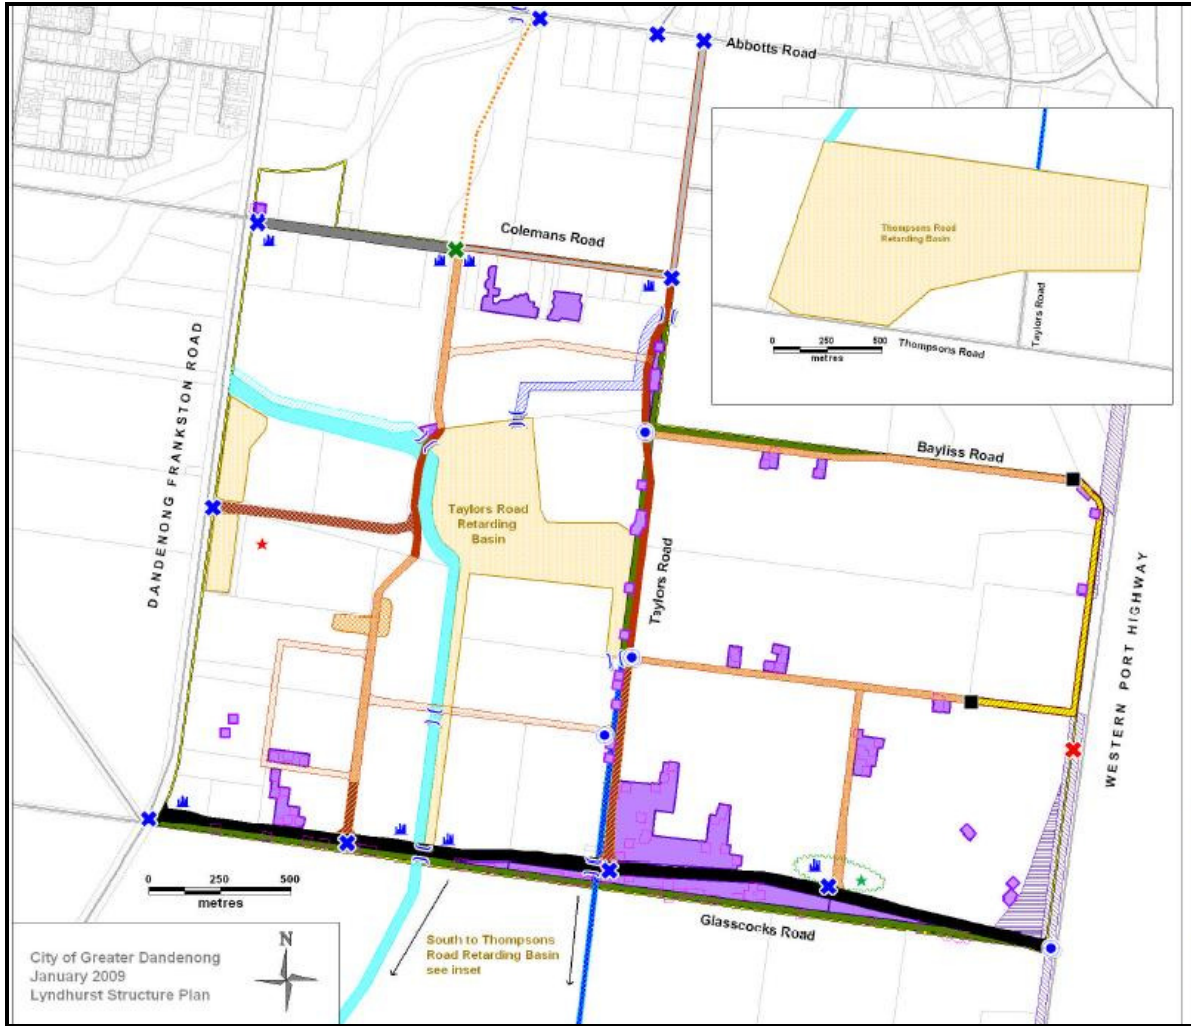 Abbotts Road
Colemans Road
Thompsons Road
Retarding Basin
Taylors Road
0 250 500
metres
Thompsons Road
DANDENONG FRANKSTON ROAD
Bayliss Road
Taylors Road
Retarding
Basin
Taylors Road
WESTERN PORT HIGHWAY
0 250 500
metres
Glasscocks Road
South to Thompsons
Road Retarding Basin
see inset
City of Greater Dandenong
January 2009
Lyndhurst Structure Plan
N